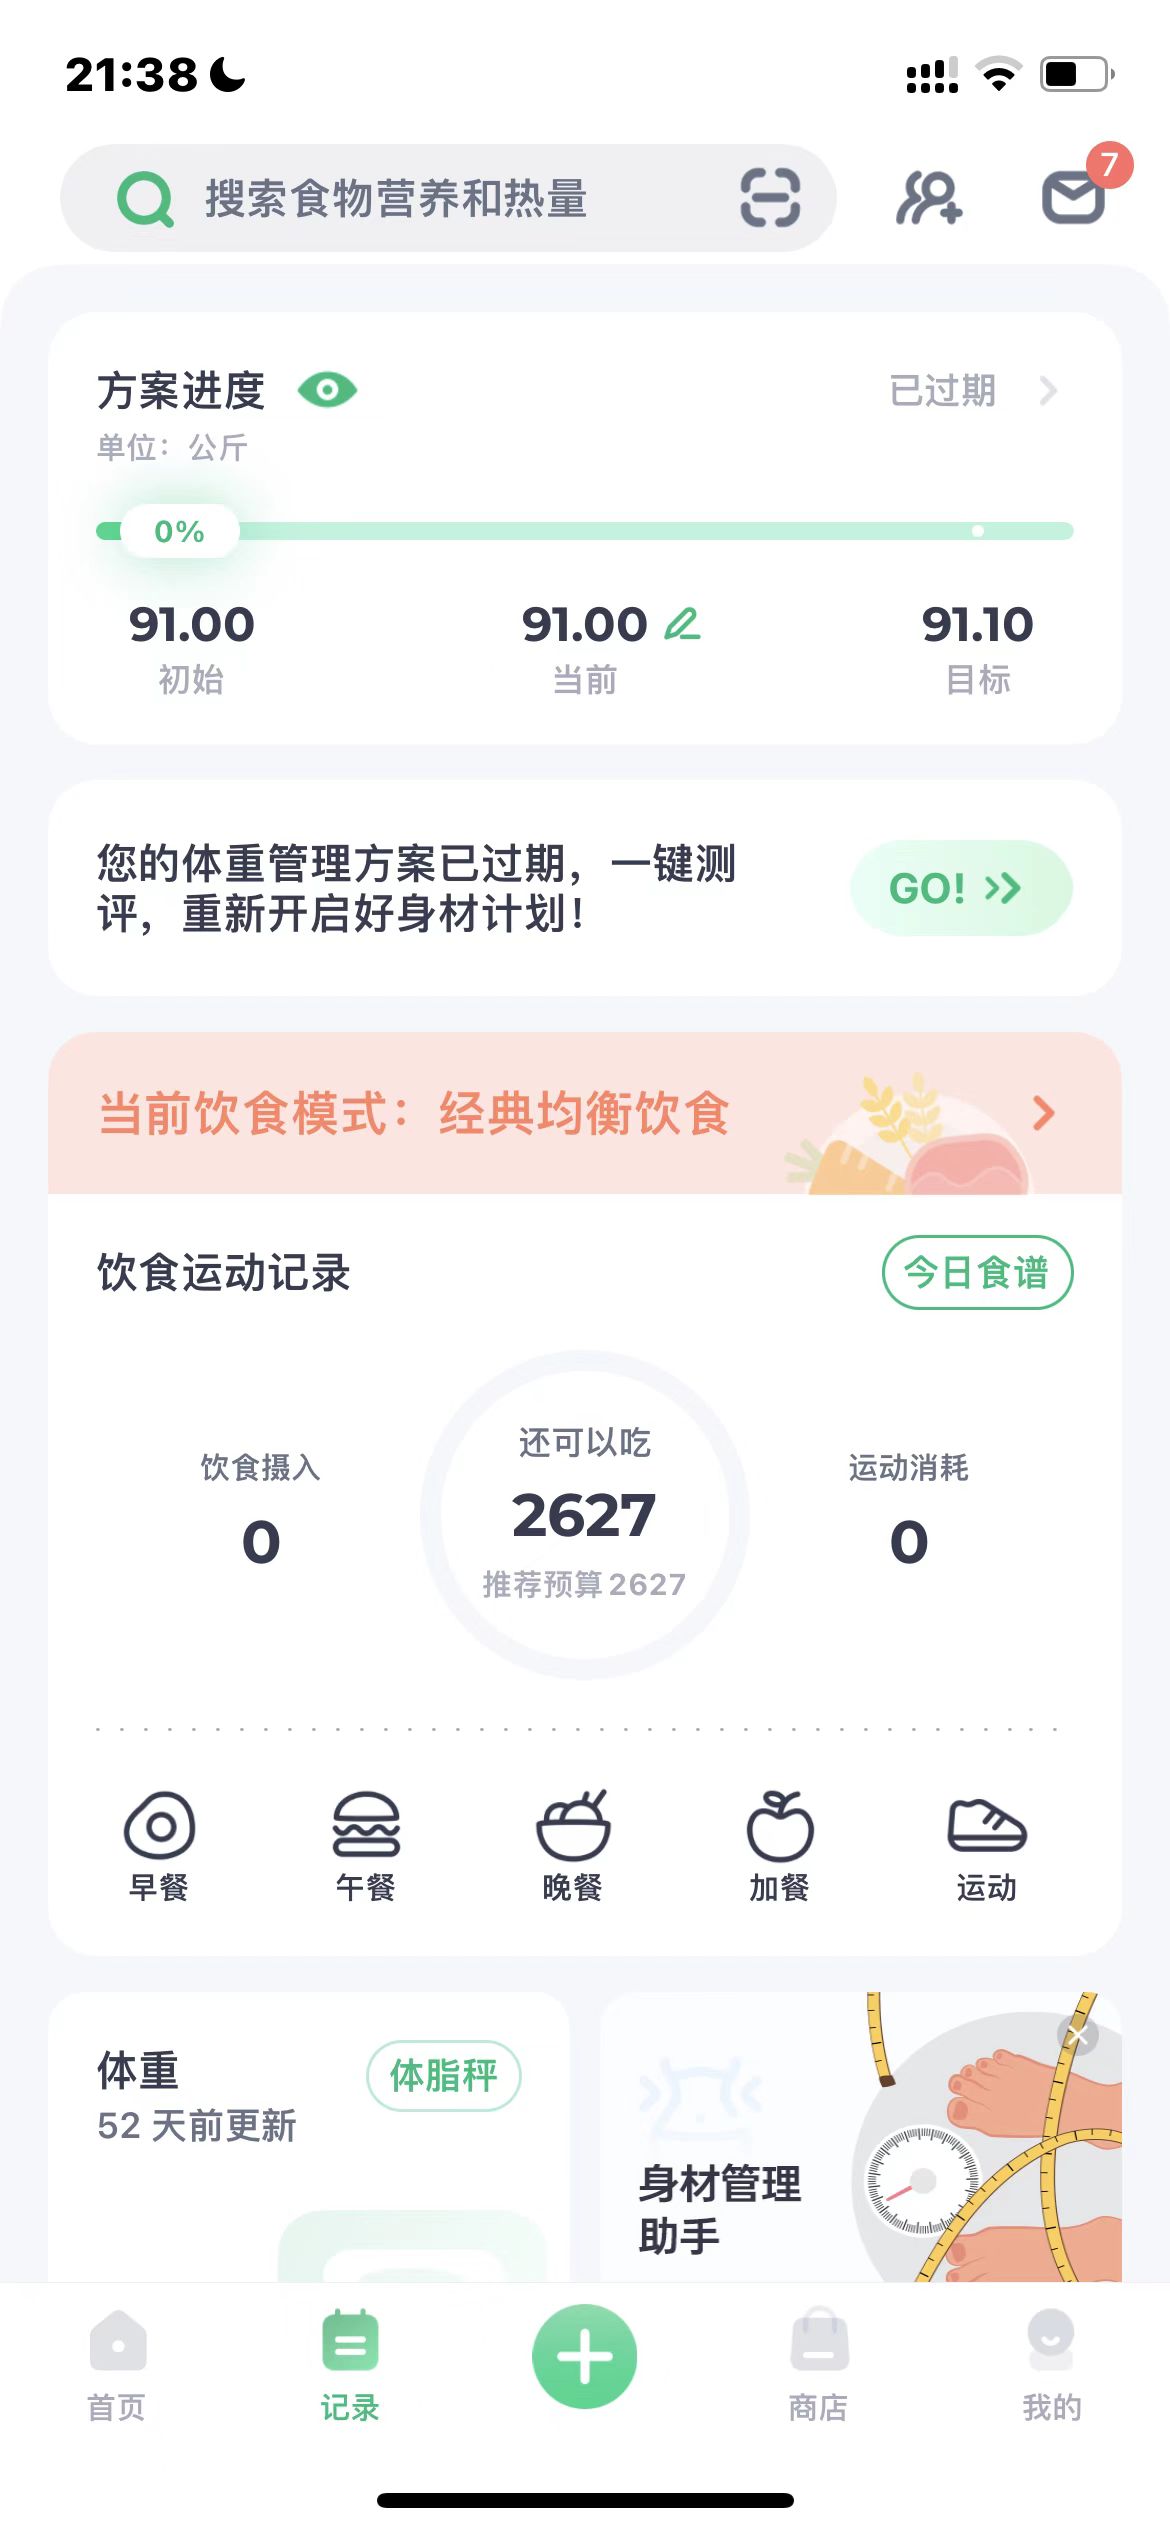 21:38
搜索食物营养和热量
7
方案进度
已过期
单位：公斤
0%
91.00
91.00
91.10
初始
当前
目标
您的体重管理方案已过期，一键测
评，重新开启好身材计划！
GO!
当前饮食模式：经典均衡饮食
饮食运动记录
今日食谱
还可以吃
饮食摄入
运动消耗
2627
0
0
推荐预算2627
早餐
午餐
晚餐
加餐
运动
体重
体脂秤
52 天前更新
身材管理
助手
首页
记录
商店
我的